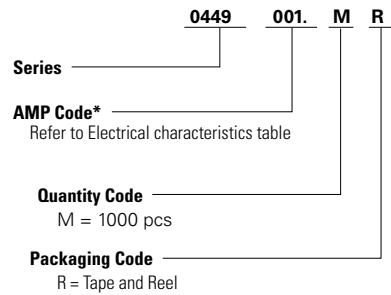 0449 001. M R
Series
AMP Code*
Refer to Electrical characteristics table
Quantity Code
M = 1000 pcs
Packaging Code
R = Tape and Reel